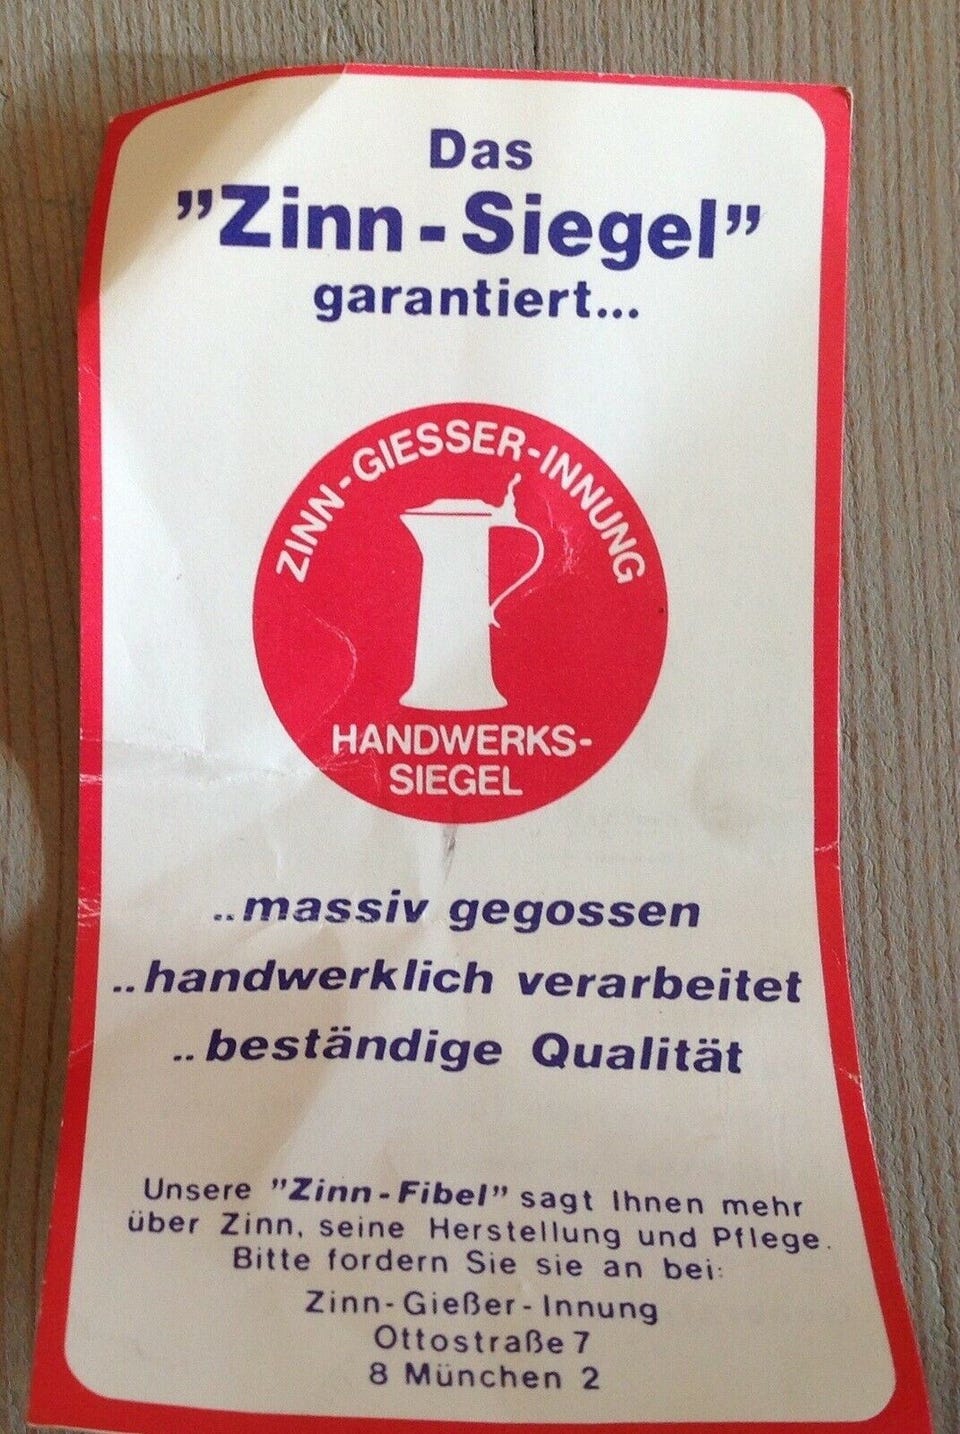 Das
"Zinn-Siegel"
garantiert...
ZINN-GIESSER-INNUNG
HANDWERKS-
SIEGEL
..massiv gegossen
..handwerklich verarbeitet
..beständige Qualität
Unsere "Zinn-Fibel" sagt Ihnen mehr
über Zinn, seine Herstellung und Pflege.
Bitte fordern Sie sie an bei:
Zinn-Gießer-Innung
Ottostraße 7
8 München 2